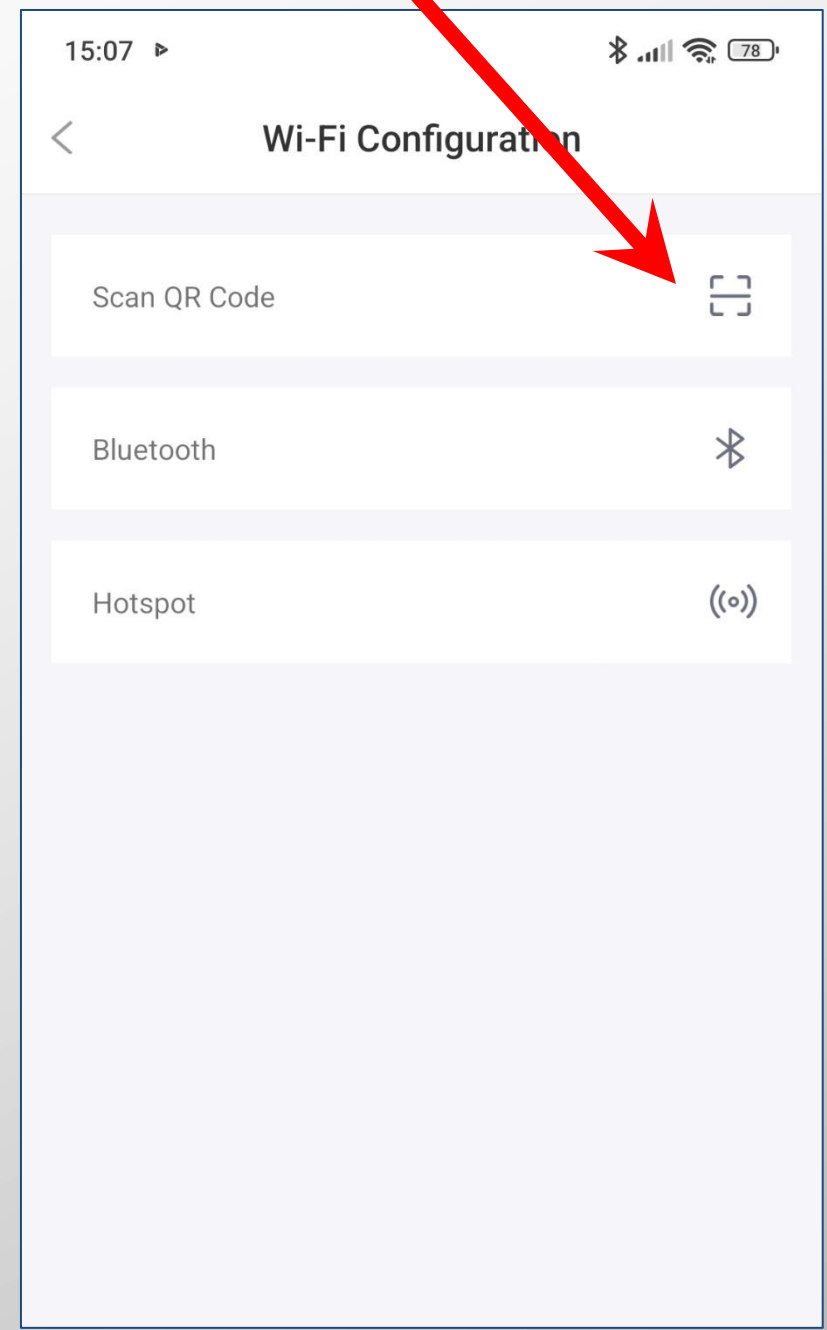 15:07
78
Wi-Fi Configuration
Scan QR Code
Bluetooth
Hotspot